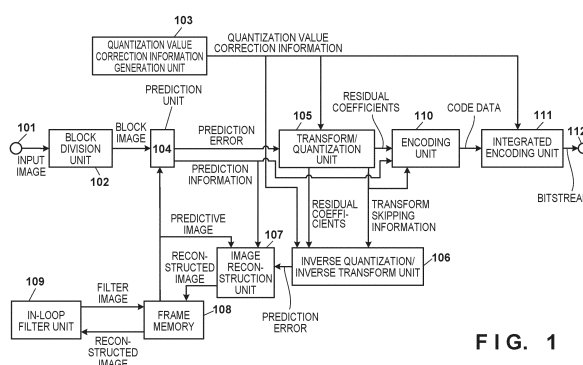 103
QUANTIZATION VALUE
CORRECTION INFORMATION
GENERATION UNIT
QUANTIZATION VALUE
CORRECTION INFORMATION
PREDICTION
UNIT
101
INPUT
IMAGE
BLOCK
DIVISION
UNIT
102
BLOCK
IMAGE
104
PREDICTION
ERROR
PREDICTION
INFORMATION
105
TRANSFORM/
QUANTIZATION
UNIT
RESIDUAL
COEFFICIENTS
110
ENCODING
UNIT
CODE DATA
111
INTEGRATED
ENCODING UNIT
112
BITSTREAM
PREDICTIVE
IMAGE
RESIDUAL
COEFFI-
CIENTS
TRANSFORM
SKIPPING
INFORMATION
RECON-
STRUCTED
IMAGE
107
IMAGE
RECON-
STRUCTION
UNIT
INVERSE QUANTIZATION/
INVERSE TRANSFORM UNIT
106
PREDICTION
ERROR
109
IN-LOOP
FILTER UNIT
FILTER
IMAGE
RECON-
STRUCTED
IMAGE
FRAME
MEMORY
108
FIG. 1